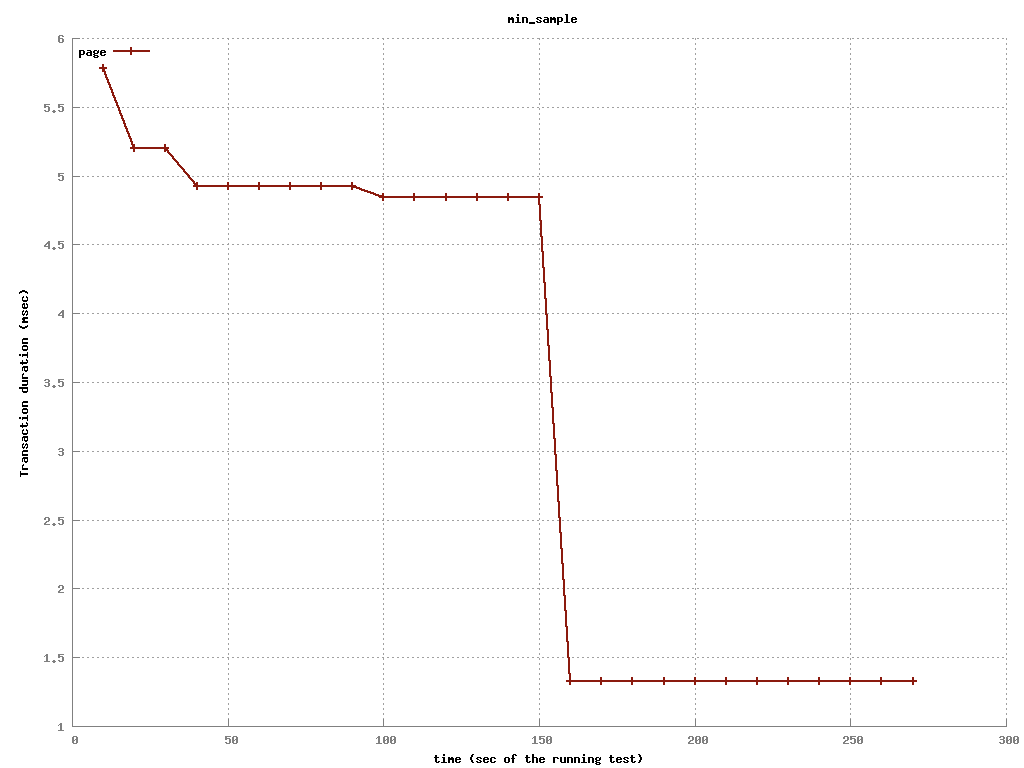 min_sample
page
6
5.5
5
4.5
4
3.5
3
2.5
2
1.5
1
Transaction duration (msec)
0 50 100 150 200 250 300
time (sec of the running test)